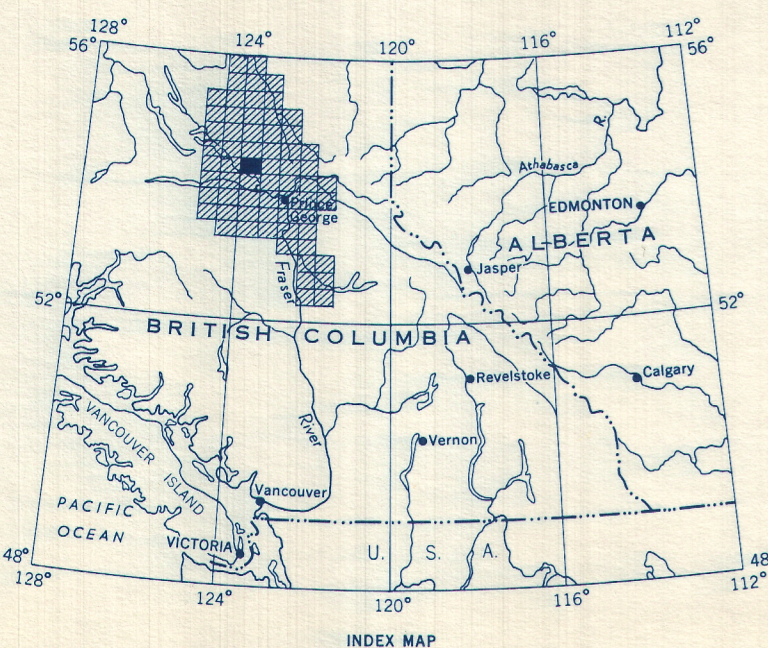 128°
124°
120°
116°
112°
56°
56°
R.
Athabasca
Prince
George
EDMONTON
ALBERTA
Jasper
Fraser
52°
52°
BRITISH COLUMBIA
Revelstoke
Calgary
VANCOUVER
ISLAND
River
Vernon
Vancouver
PACIFIC
OCEAN
VICTORIA
U. S. A.
48°
48
128°
124°
120°
116°
112°
INDEX MAP